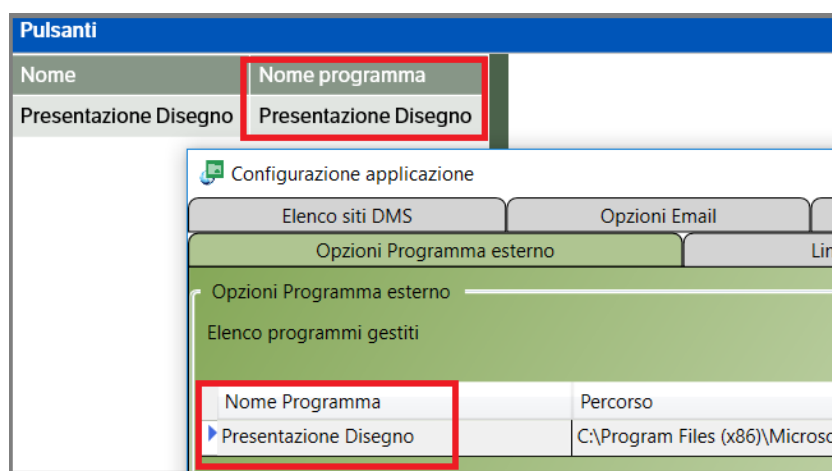 Pulsanti
Nome Nome programma
Presentazione Disegno Presentazione Disegno
Configurazione applicazione
Elenco siti DMS Opzioni Email
Opzioni Programma esterno
Opzioni Programma esterno
Elenco programmi gestiti
Nome Programma Percorso
Presentazione Disegno C:\Program Files (x86)\Microso